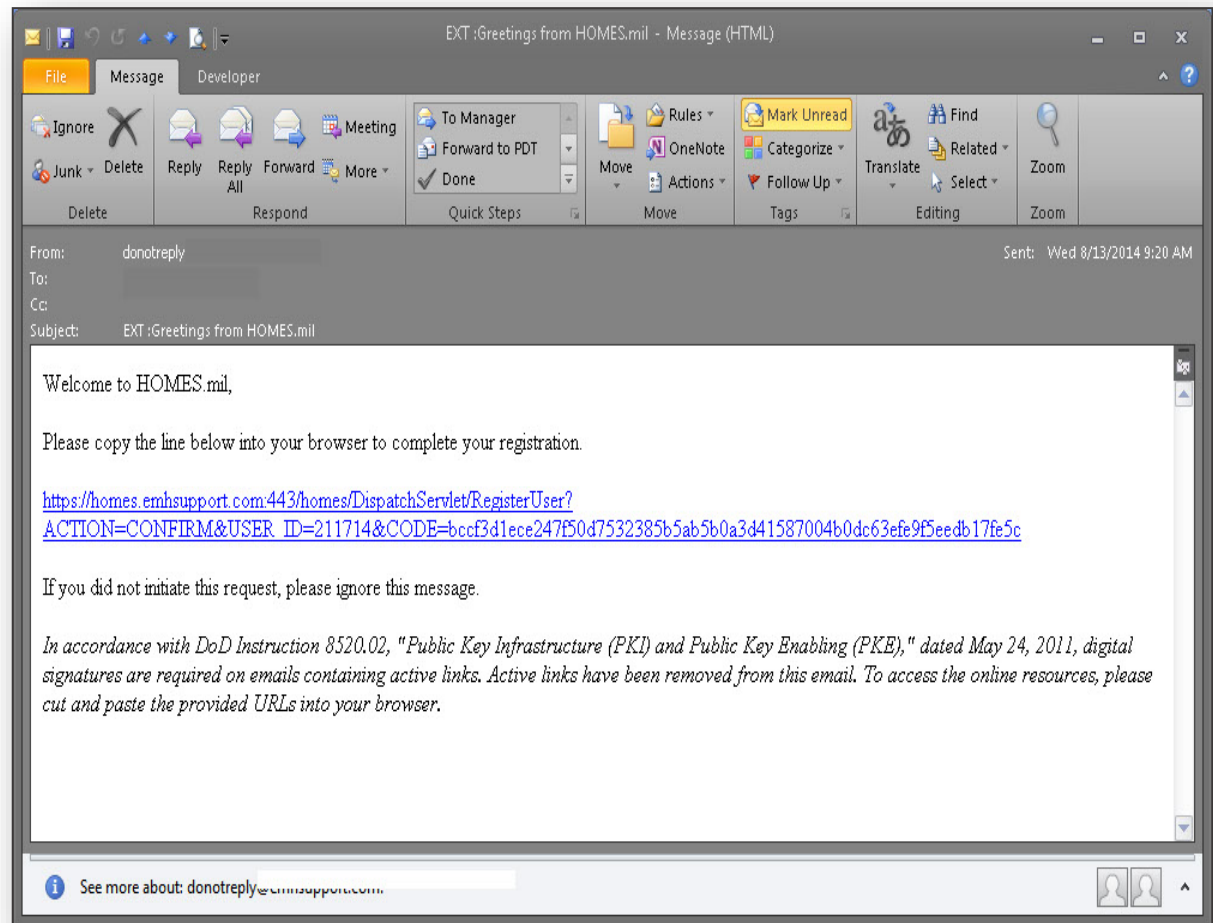 EXT :Greetings from HOMES.mil - Message (HTML)
File Message Developer
Ignore
Junk
Delete
Reply
Reply All
Forward
Meeting
More
To Manager
Forward to PDT
Done
Move
Rules
OneNote
Actions
Mark Unread
Categorize
Follow Up
Translate
Find
Related
Select
Zoom
Delete Respond Quick Steps Move Tags Editing Zoom
From: donotreply Sent: Wed 8/13/2014 9:20 AM
To:
Cc:
Subject: EXT :Greetings from HOMES.mil
Welcome to HOMES.mil,
Please copy the line below into your browser to complete your registration.
https://homes.emhsupport.com:443/homes/DispatchServlet/RegisterUser?
ACTION=CONFIRM&USER_ID=211714&CODE=bccf3d1ece247f50d7532385b5ab5b0a3d41587004b0dc63efe9f5eedb17fe5c
If you did not initiate this request, please ignore this message.
In accordance with DoD Instruction 8520.02, "Public Key Infrastructure (PKI) and Public Key Enabling (PKE)," dated May 24, 2011, digital
signatures are required on emails containing active links. Active links have been removed from this email. To access the online resources, please
cut and paste the provided URLs into your browser.
See more about: donotreply